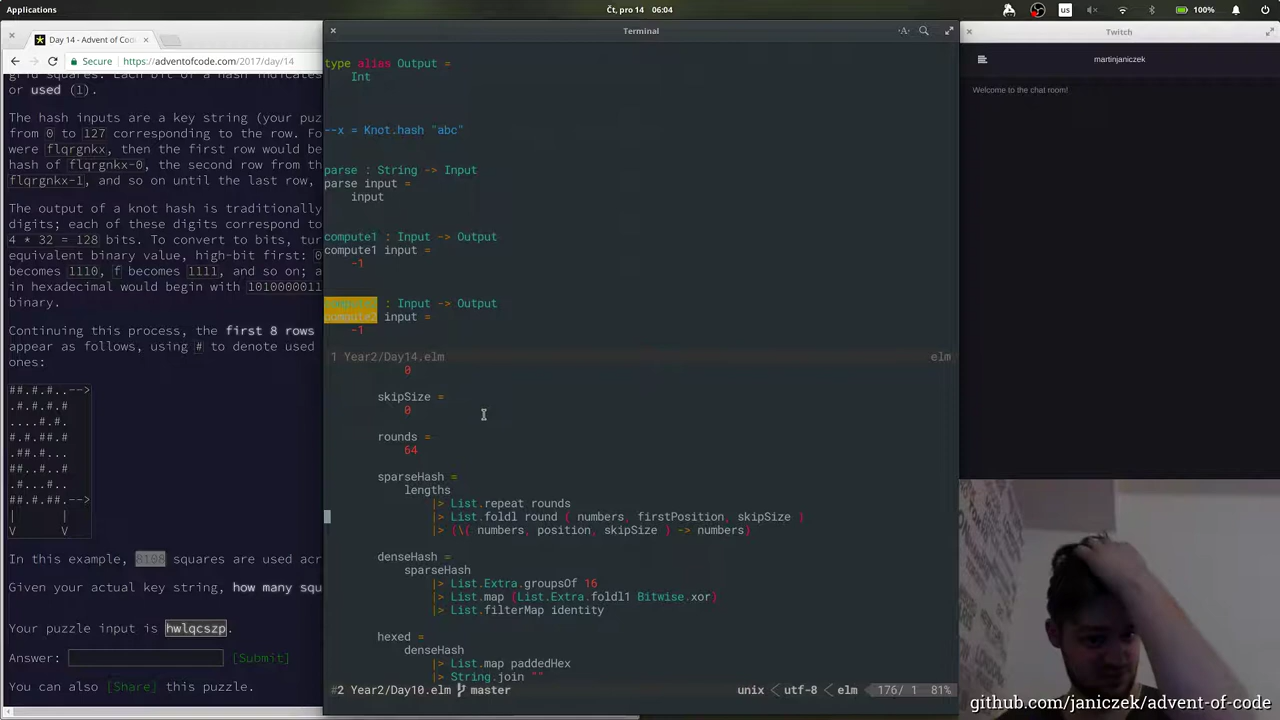 Applications
Čt, pro 14  06:04
us
100%
Day 14 - Advent of Cod
Secure
https://adventofcode.com/2017/day/14
grid squares. Each bit of a hash indicates
or used (1).
The hash inputs are a key string (your puz
from 0 to 127 corresponding to the row. Fo
were flqrgnkx, then the first row would be
hash of flqrgnkx-0, the second row from th
flqrgnkx-1, and so on until the last row,
The output of a knot hash is traditionally
digits; each of these digits correspond to
4 * 32 = 128 bits. To convert to bits, tur
equivalent binary value, high-bit first: 0
becomes 1110, f becomes 1111, and so on; a
in hexadecimal would begin with 1010000011
binary.
Continuing this process, the first 8 rows
appear as follows, using # to denote used
ones:
##.#.#..-->
.#.#.#.#
....#.#.
#.#.##.#
.##.#...
##..#..#
.#...#..
##.#.##.-->
|      |
V      V
In this example, 8108 squares are used acr
Given your actual key string, how many squ
Your puzzle input is hwlqcszp.
Answer:
[Submit]
You can also [Share] this puzzle.
Terminal
type alias Output =
Int
--x = Knot.hash "abc"
parse : String -> Input
parse input =
input
compute1 : Input -> Output
compute1 input =
-1
compute2 : Input -> Output
compute2 input =
-1
1 Year2/Day14.elm
elm
0
skipSize =
0
rounds =
64
sparseHash =
lengths
|> List.repeat rounds
|> List.foldl round ( numbers, firstPosition, skipSize )
|> (\( numbers, position, skipSize ) -> numbers)
denseHash =
sparseHash
|> List.Extra.groupsOf 16
|> List.map (List.Extra.foldl1 Bitwise.xor)
|> List.filterMap identity
hexed =
denseHash
|> List.map paddedHex
|> String.join ""
#2 Year2/Day10.elm master
unix
utf-8
elm
176/ 1
81%
Twitch
martinjaniczek
Welcome to the chat room!
github.com/janiczek/advent-of-code